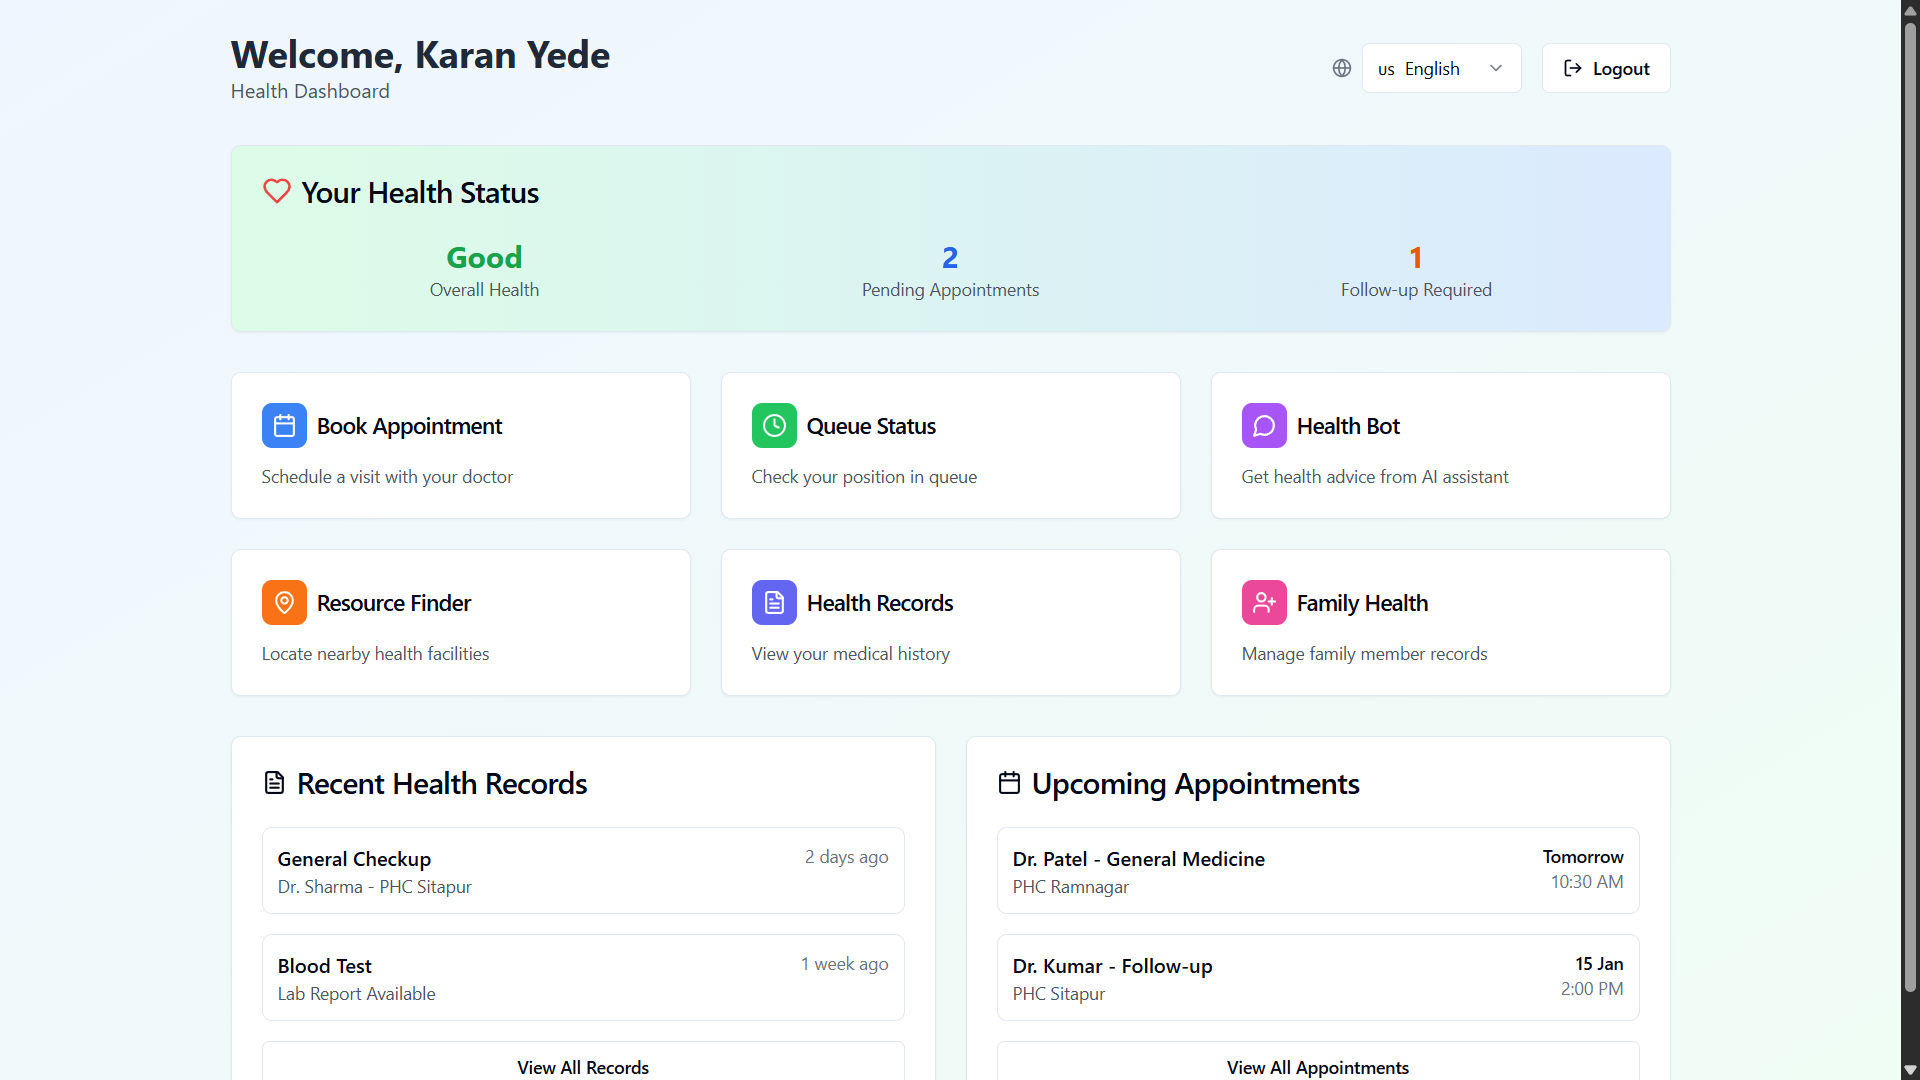 Welcome, Karan Yede
Health Dashboard
us English
Logout
Your Health Status
Good
Overall Health
2
Pending Appointments
1
Follow-up Required
Book Appointment
Schedule a visit with your doctor
Queue Status
Check your position in queue
Health Bot
Get health advice from AI assistant
Resource Finder
Locate nearby health facilities
Health Records
View your medical history
Family Health
Manage family member records
Recent Health Records
General Checkup
2 days ago
Dr. Sharma - PHC Sitapur
Blood Test
1 week ago
Lab Report Available
View All Records
Upcoming Appointments
Dr. Patel - General Medicine
Tomorrow
PHC Ramnagar
10:30 AM
Dr. Kumar - Follow-up
15 Jan
PHC Sitapur
2:00 PM
View All Appointments